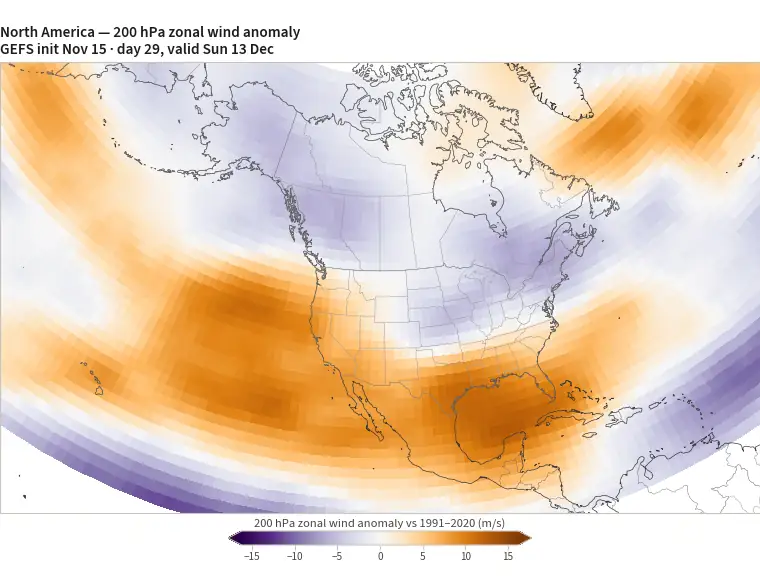 North America — 200 hPa zonal wind anomaly
GEFS init Nov 15 · day 29, valid Sun 13 Dec
200 hPa zonal wind anomaly vs 1991–2020 (m/s)
−15 −10 −5 0 5 10 15